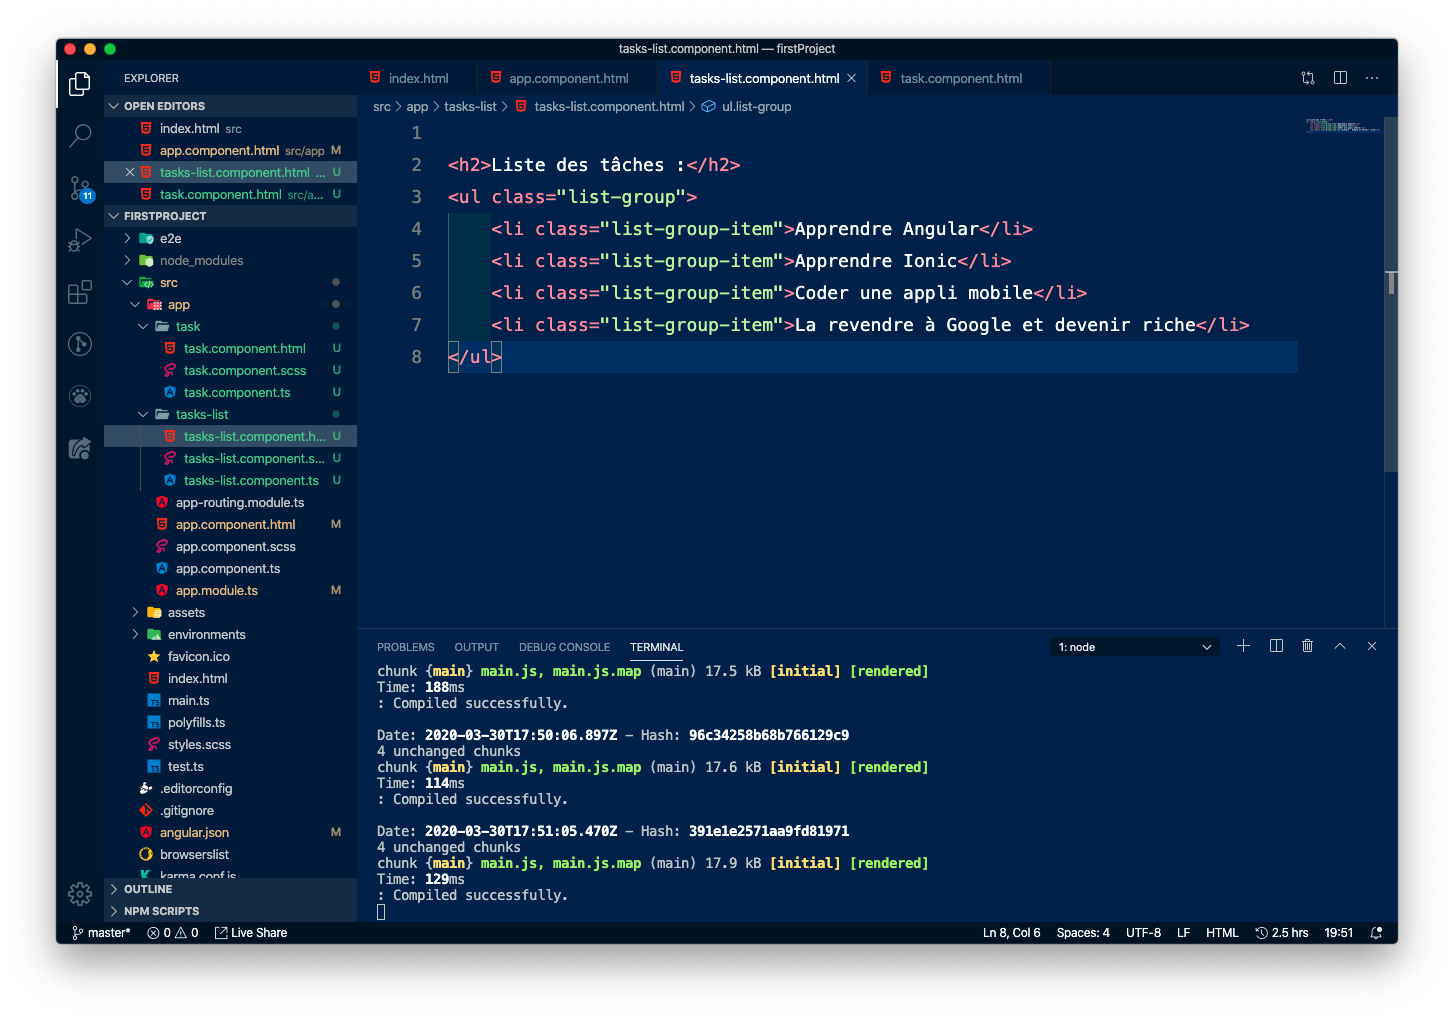 tasks-list.component.html — firstProject
EXPLORER
OPEN EDITORS
index.html src
app.component.html src/app M
tasks-list.component.html ... U
task.component.html src/a... U
FIRSTPROJECT
e2e
node_modules
src
app
task
task.component.html U
task.component.scss U
task.component.ts U
tasks-list
tasks-list.component.h... U
tasks-list.component.s... U
tasks-list.component.ts U
app-routing.module.ts
app.component.html M
app.component.scss
app.component.ts
app.module.ts M
assets
environments
favicon.ico
index.html
main.ts
polyfills.ts
styles.scss
test.ts
.editorconfig
.gitignore
angular.json M
browserslist
karma.conf.js
OUTLINE
NPM SCRIPTS
11
index.html app.component.html tasks-list.component.html task.component.html
src > app > tasks-list > tasks-list.component.html > ul.list-group
1
2 <h2>Liste des tâches :</h2>
3 <ul class="list-group">
4 <li class="list-group-item">Apprendre Angular</li>
5 <li class="list-group-item">Apprendre Ionic</li>
6 <li class="list-group-item">Coder une appli mobile</li>
7 <li class="list-group-item">La revendre à Google et devenir riche</li>
8 </ul>
PROBLEMS OUTPUT DEBUG CONSOLE TERMINAL 1: node
chunk {main} main.js, main.js.map (main) 17.5 kB [initial] [rendered]
Time: 188ms
: Compiled successfully.
Date: 2020-03-30T17:50:06.897Z - Hash: 96c34258b68b766129c9
4 unchanged chunks
chunk {main} main.js, main.js.map (main) 17.6 kB [initial] [rendered]
Time: 114ms
: Compiled successfully.
Date: 2020-03-30T17:51:05.470Z - Hash: 391e1e2571aa9fd81971
4 unchanged chunks
chunk {main} main.js, main.js.map (main) 17.9 kB [initial] [rendered]
Time: 129ms
: Compiled successfully.
master* 0 0 Live Share Ln 8, Col 6 Spaces: 4 UTF-8 LF HTML 2.5 hrs 19:51